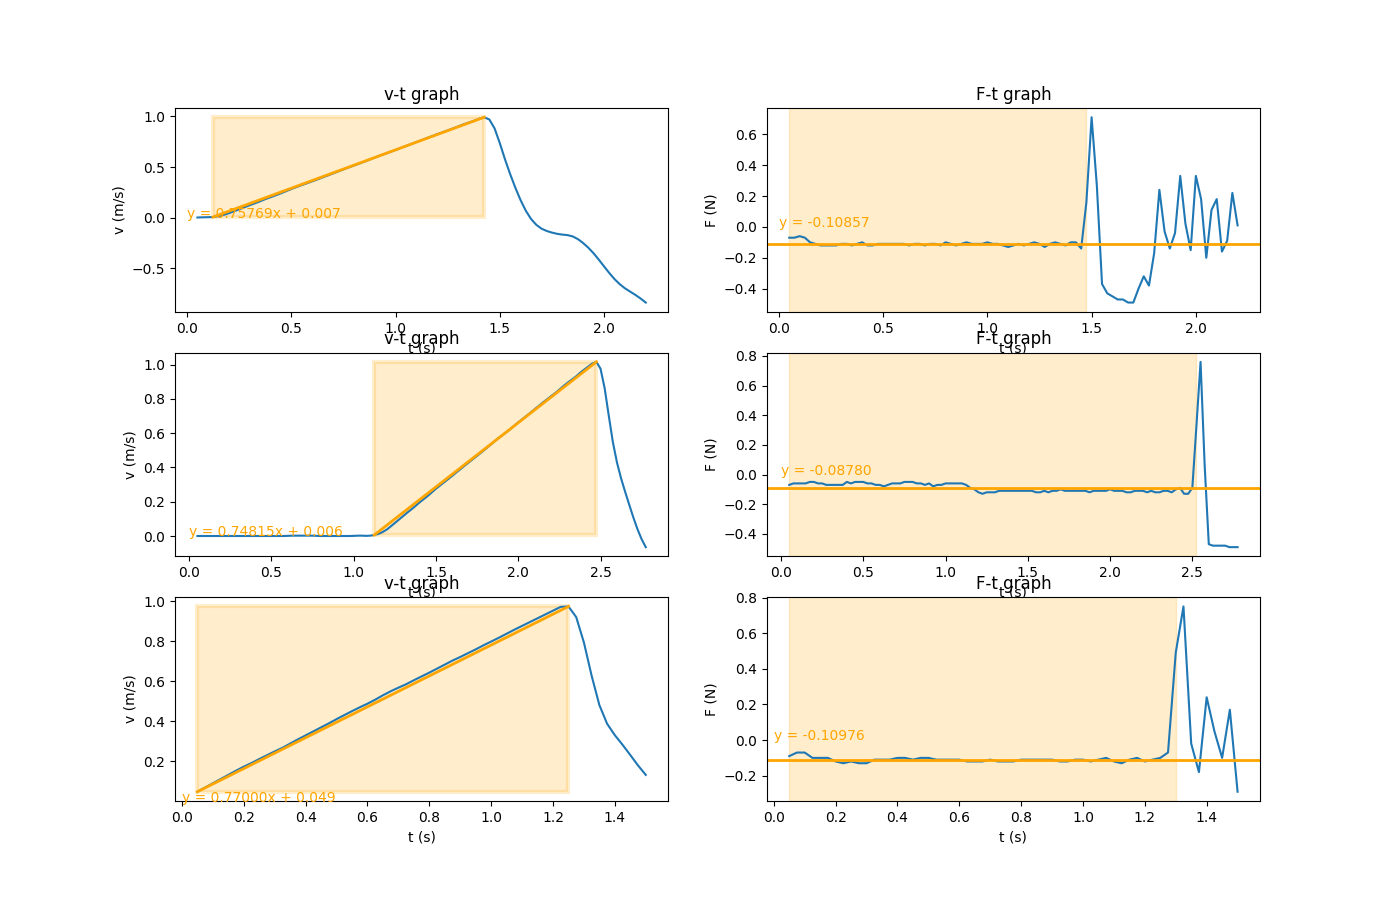 v-t graph
F-t graph
1.0
0.5
0.0
−0.5
v (m/s)
y = 0.75769x + 0.007
0.0 0.5 1.0 1.5 2.0
t (s)
0.6
0.4
0.2
0.0
−0.2
−0.4
F (N)
y = -0.10857
0.0 0.5 1.0 1.5 2.0
t (s)
v-t graph
F-t graph
1.0
0.8
0.6
0.4
0.2
0.0
v (m/s)
y = 0.74815x + 0.006
0.0 0.5 1.0 1.5 2.0 2.5
t (s)
0.8
0.6
0.4
0.2
0.0
−0.2
−0.4
F (N)
y = -0.08780
0.0 0.5 1.0 1.5 2.0 2.5
t (s)
v-t graph
F-t graph
1.0
0.8
0.6
0.4
0.2
v (m/s)
y = 0.77000x + 0.049
0.0 0.2 0.4 0.6 0.8 1.0 1.2 1.4
t (s)
0.8
0.6
0.4
0.2
0.0
−0.2
F (N)
y = -0.10976
0.0 0.2 0.4 0.6 0.8 1.0 1.2 1.4
t (s)